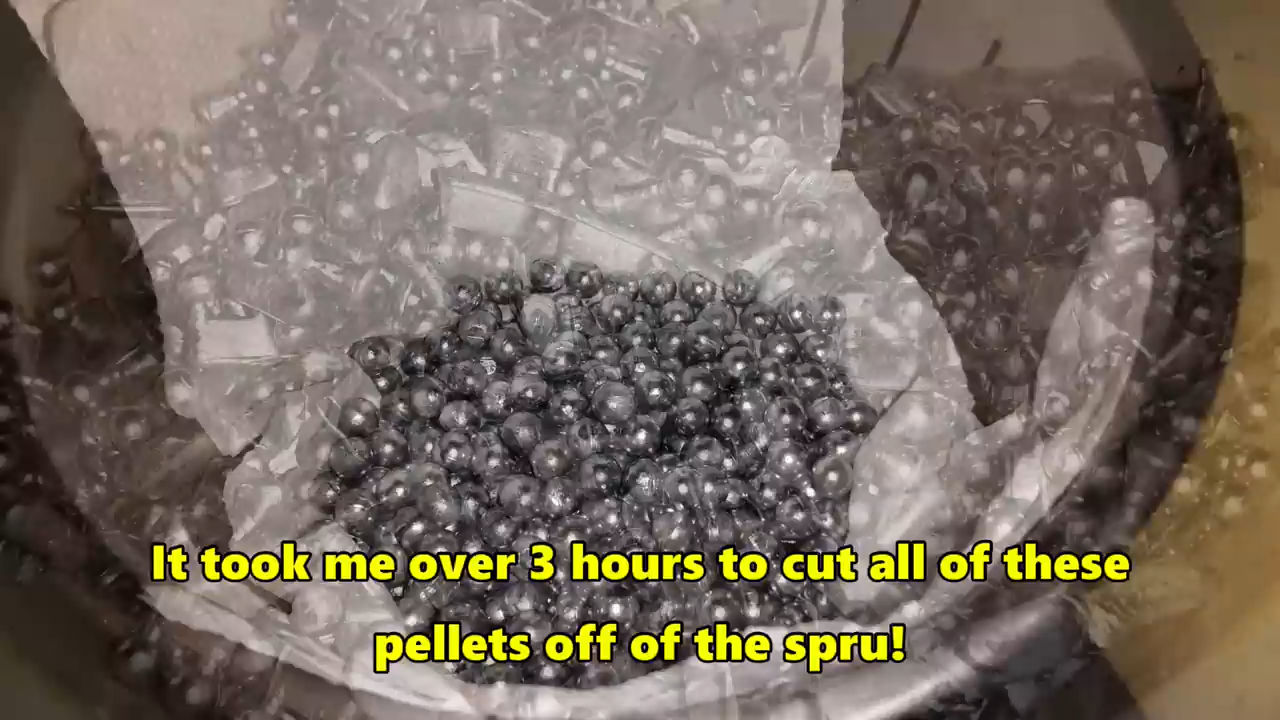 It took me over 3 hours to cut all of these
pellets off of the spru!